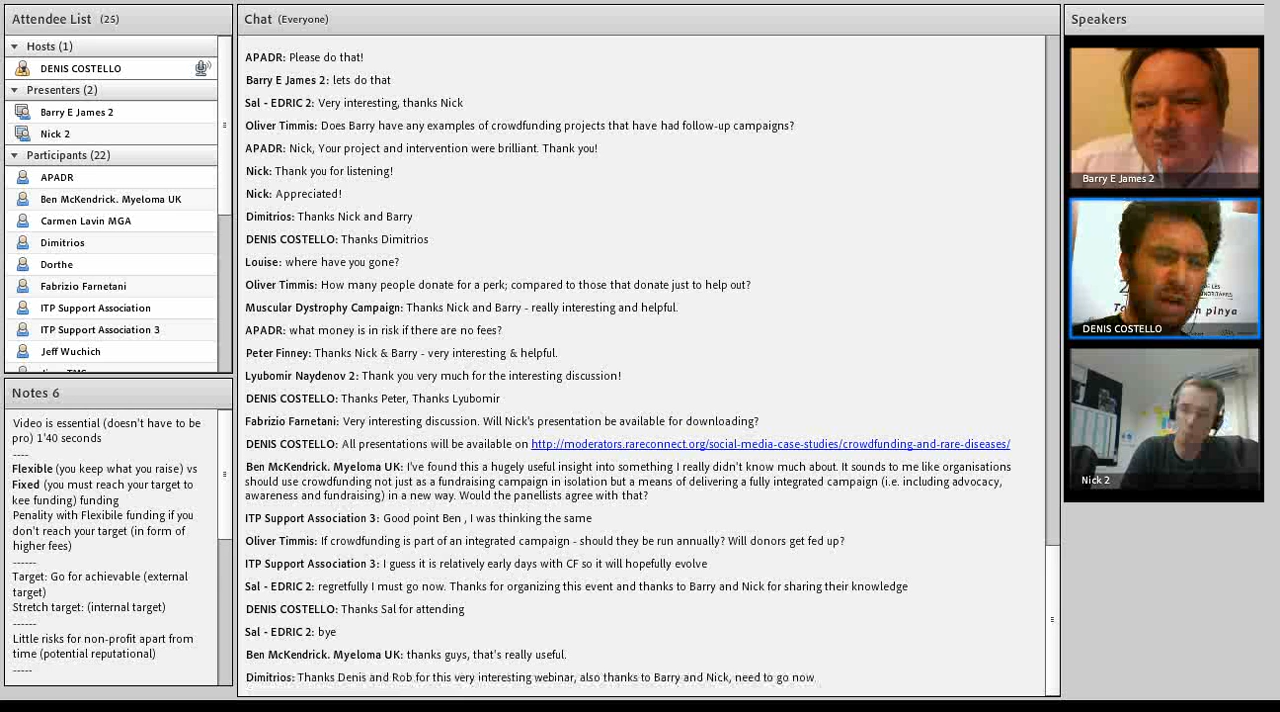 Attendee List (25)
Hosts (1)
DENIS COSTELLO
Presenters (2)
Barry E James 2
Nick 2
Participants (22)
APADR
Ben McKendrick. Myeloma UK
Carmen Lavin MGA
Dimitrios
Dorthe
Fabrizio Farnetani
ITP Support Association
ITP Support Association 3
Jeff Wuchich
Notes 6
Video is essential (doesn't have to be
pro) 1'40 seconds
----
Flexible (you keep what you raise) vs
Fixed (you must reach your target to
kee funding) funding
Penality with Flexibile funding if you
don't reach your target (in form of
higher fees)
------
Target: Go for achievable (external
target)
Stretch target: (internal target)
------
Little risks for non-profit apart from
time (potential reputational)
-----
Chat (Everyone)
APADR: Please do that!
Barry E James 2: lets do that
Sal - EDRIC 2: Very interesting, thanks Nick
Oliver Timmis: Does Barry have any examples of crowdfunding projects that have had follow-up campaigns?
APADR: Nick, Your project and intervention were brilliant. Thank you!
Nick: Thank you for listening!
Nick: Appreciated!
Dimitrios: Thanks Nick and Barry
DENIS COSTELLO: Thanks Dimitrios
Louise: where have you gone?
Oliver Timmis: How many people donate for a perk; compared to those that donate just to help out?
Muscular Dystrophy Campaign: Thanks Nick and Barry - really interesting and helpful.
APADR: what money is in risk if there are no fees?
Peter Finney: Thanks Nick & Barry - very interesting & helpful.
Lyubomir Naydenov 2: Thank you very much for the interesting discussion!
DENIS COSTELLO: Thanks Peter, Thanks Lyubomir
Fabrizio Farnetani: Very interesting discussion. Will Nick's presentation be available for downloading?
DENIS COSTELLO: All presentations will be available on http://moderators.rareconnect.org/social-media-case-studies/crowdfunding-and-rare-diseases/
Ben McKendrick. Myeloma UK: I've found this a hugely useful insight into something I really didn't know much about. It sounds to me like organisations
should use crowdfunding not just as a fundraising campaign in isolation but a means of delivering a fully integrated campaign (i.e. including advocacy,
awareness and fundraising) in a new way. Would the panellists agree with that?
ITP Support Association 3: Good point Ben , I was thinking the same
Oliver Timmis: If crowdfunding is part of an integrated campaign - should they be run annually? Will donors get fed up?
ITP Support Association 3: I guess it is relatively early days with CF so it will hopefully evolve
Sal - EDRIC 2: regretfully I must go now. Thanks for organizing this event and thanks to Barry and Nick for sharing their knowledge
DENIS COSTELLO: Thanks Sal for attending
Sal - EDRIC 2: bye
Ben McKendrick. Myeloma UK: thanks guys, that's really useful.
Dimitrios: Thanks Denis and Rob for this very interesting webinar, also thanks to Barry and Nick, need to go now.
Speakers
Barry E James 2
LES
pinya
DENIS COSTELLO
Nick 2